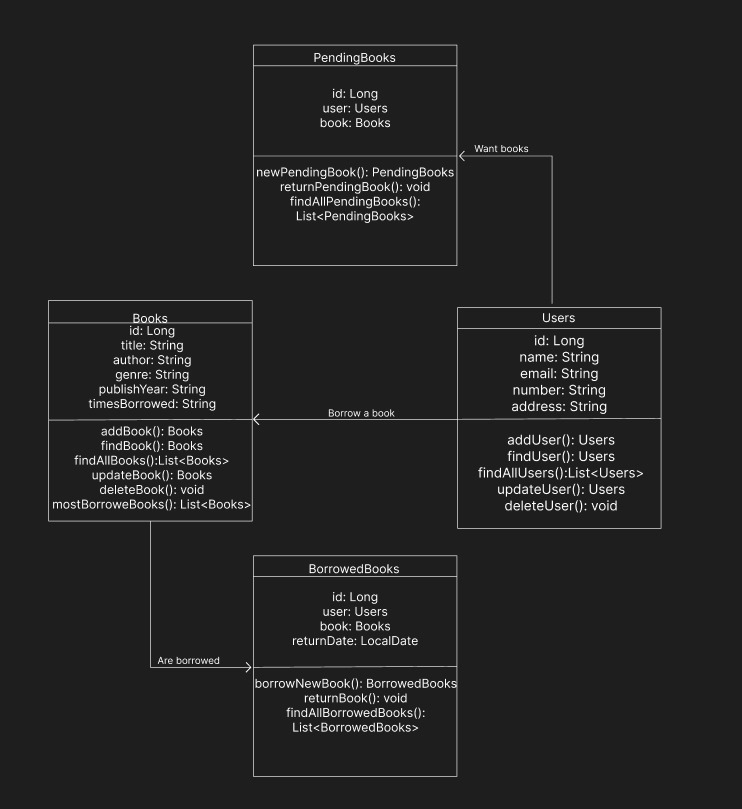 PendingBooks
id: Long
user: Users
book: Books
newPendingBook(): PendingBooks
returnPendingBook(): void
findAllPendingBooks():
List<PendingBooks>
Want books
Books
id: Long
title: String
author: String
genre: String
publishYear: String
timesBorrowed: String
addBook(): Books
findBook(): Books
findAllBooks():List<Books>
updateBook(): Books
deleteBook(): void
mostBorroweBooks(): List<Books>
Borrow a book
Users
id: Long
name: String
email: String
number: String
address: String
addUser(): Users
findUser(): Users
findAllUsers():List<Users>
updateUser(): Users
deleteUser(): void
Are borrowed
BorrowedBooks
id: Long
user: Users
book: Books
returnDate: LocalDate
borrowNewBook(): BorrowedBooks
returnBook(): void
findAllBorrowedBooks():
List<BorrowedBooks>